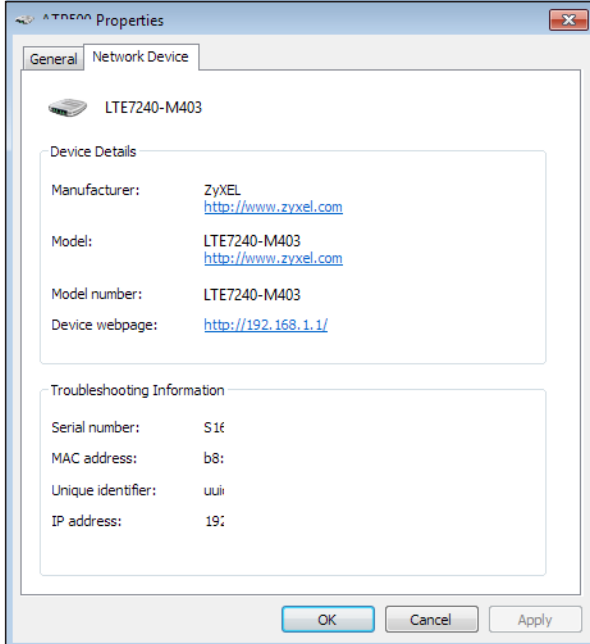 Properties
General
Network Device
LTE7240-M403
Device Details
Manufacturer: ZyXEL
http://www.zyxel.com
Model: LTE7240-M403
http://www.zyxel.com
Model number: LTE7240-M403
Device webpage: http://192.168.1.1/
Troubleshooting Information
Serial number: S16
MAC address: b8:
Unique identifier: uui
IP address: 192
OK
Cancel
Apply